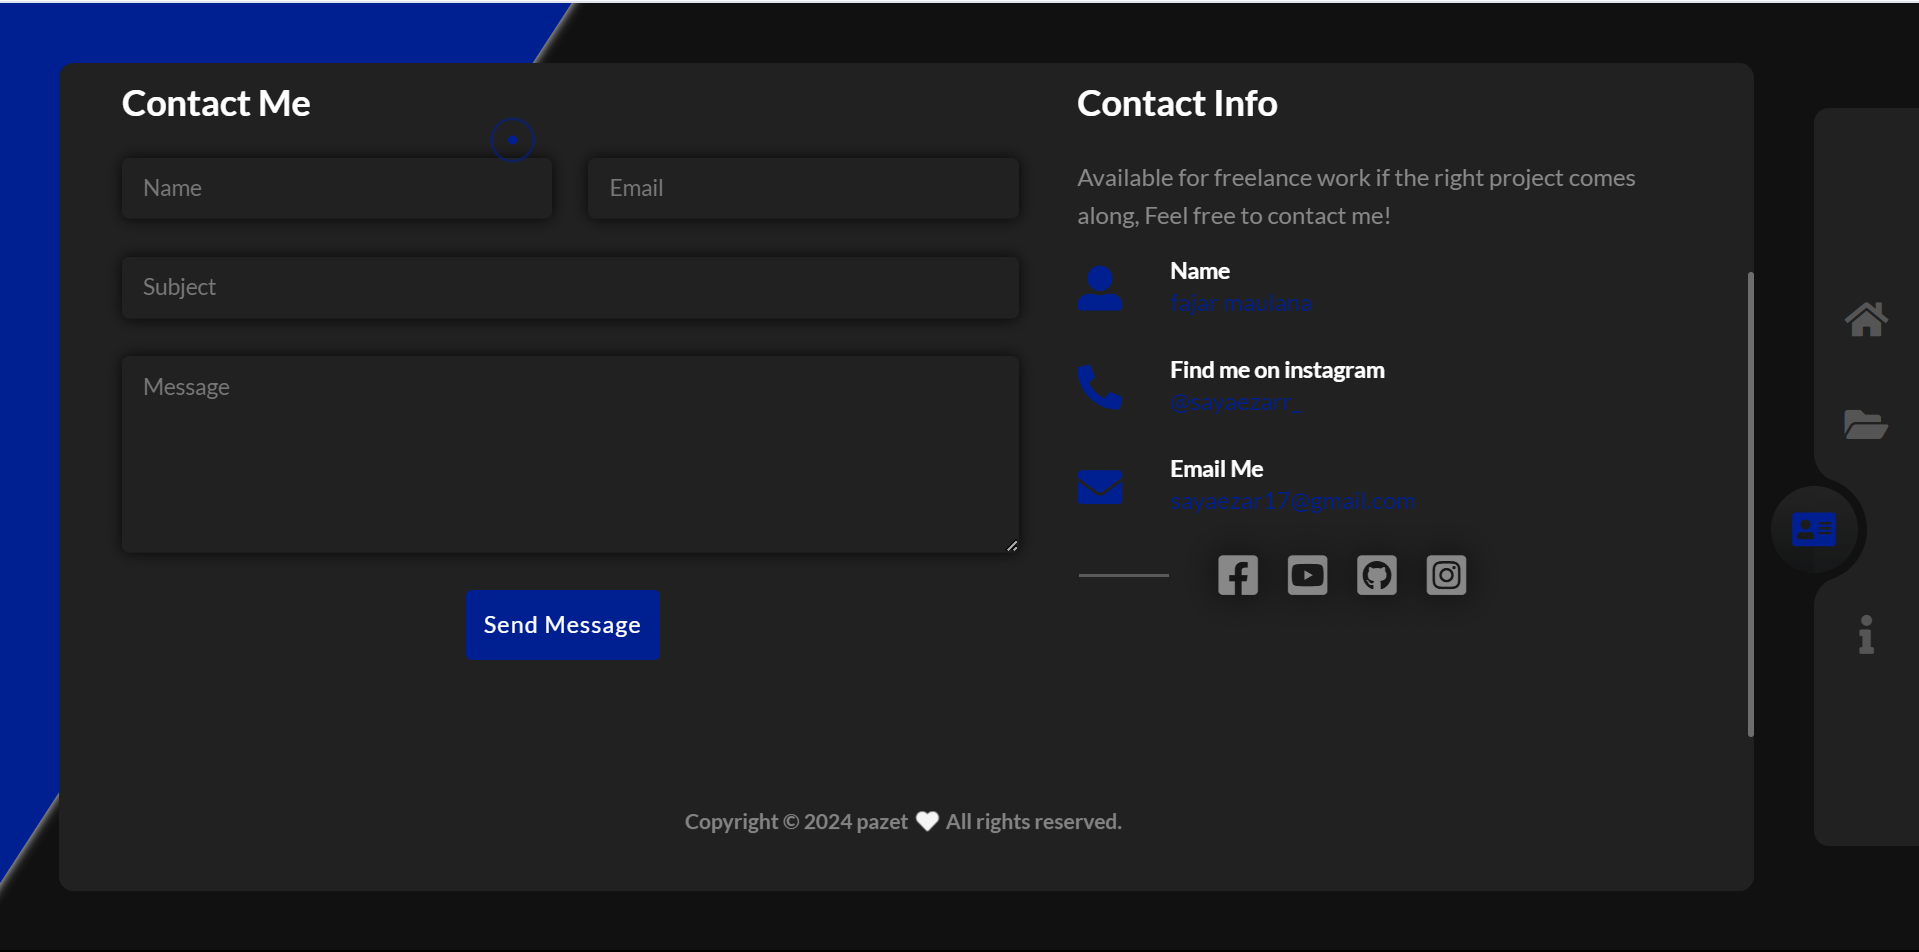 Contact Me
Name
Email
Subject
Message
Send Message
Contact Info
Available for freelance work if the right project comes
along, Feel free to contact me!
Name
fajar maulana
Find me on instagram
@sayaezarr_
Email Me
sayaezar17@gmail.com
Copyright © 2024 pazet 🤍 All rights reserved.